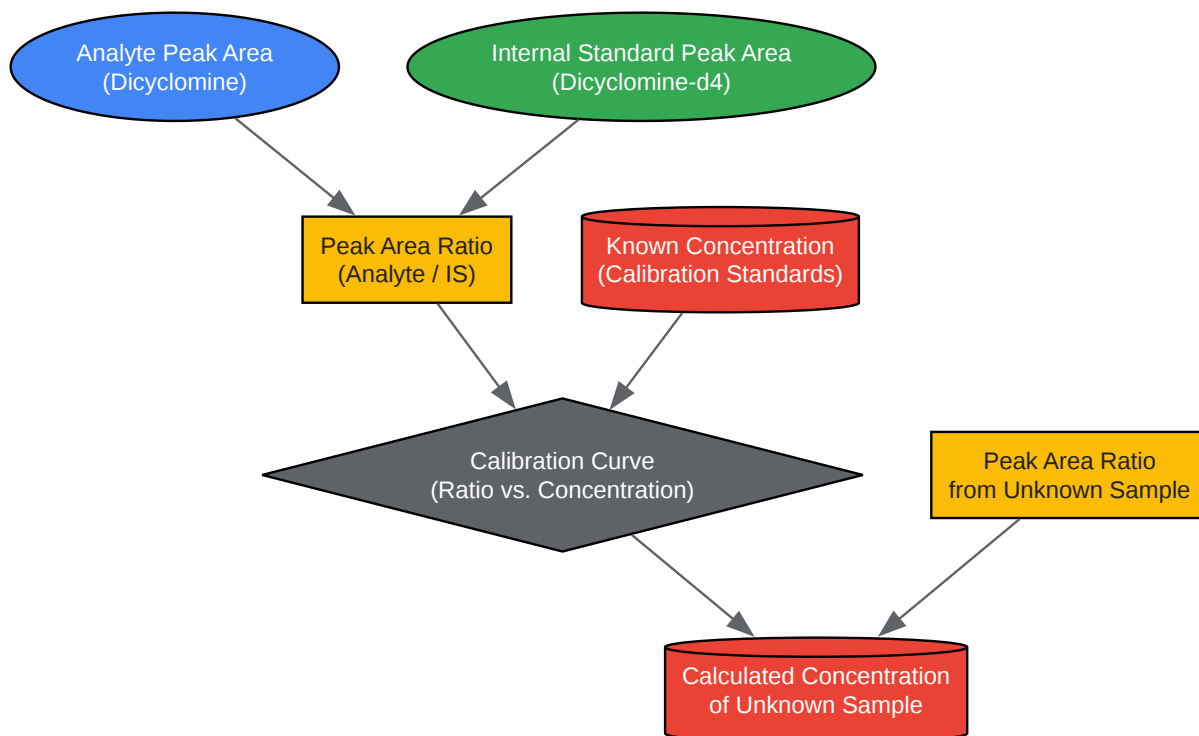 Analyte Peak Area
(Dicyclomine)
Internal Standard Peak Area
(Dicyclomine-d4)
Peak Area Ratio
(Analyte / IS)
Known Concentration
(Calibration Standards)
Calibration Curve
(Ratio vs. Concentration)
Peak Area Ratio
from Unknown Sample
Calculated Concentration
of Unknown Sample